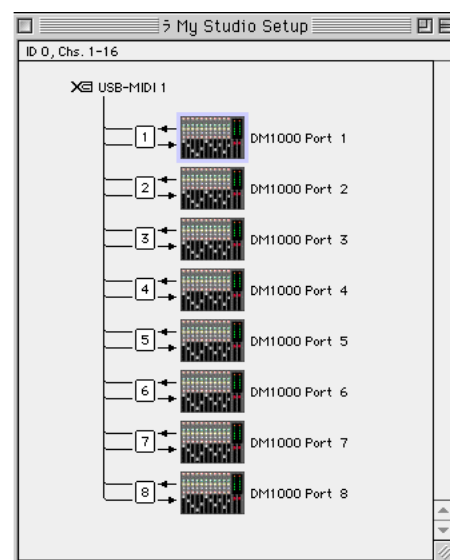 ラ My Studio Setup
ID 0, Chs. 1-16
USB-MIDI 1
1 DM1000 Port 1
2 DM1000 Port 2
3 DM1000 Port 3
4 DM1000 Port 4
5 DM1000 Port 5
6 DM1000 Port 6
7 DM1000 Port 7
8 DM1000 Port 8